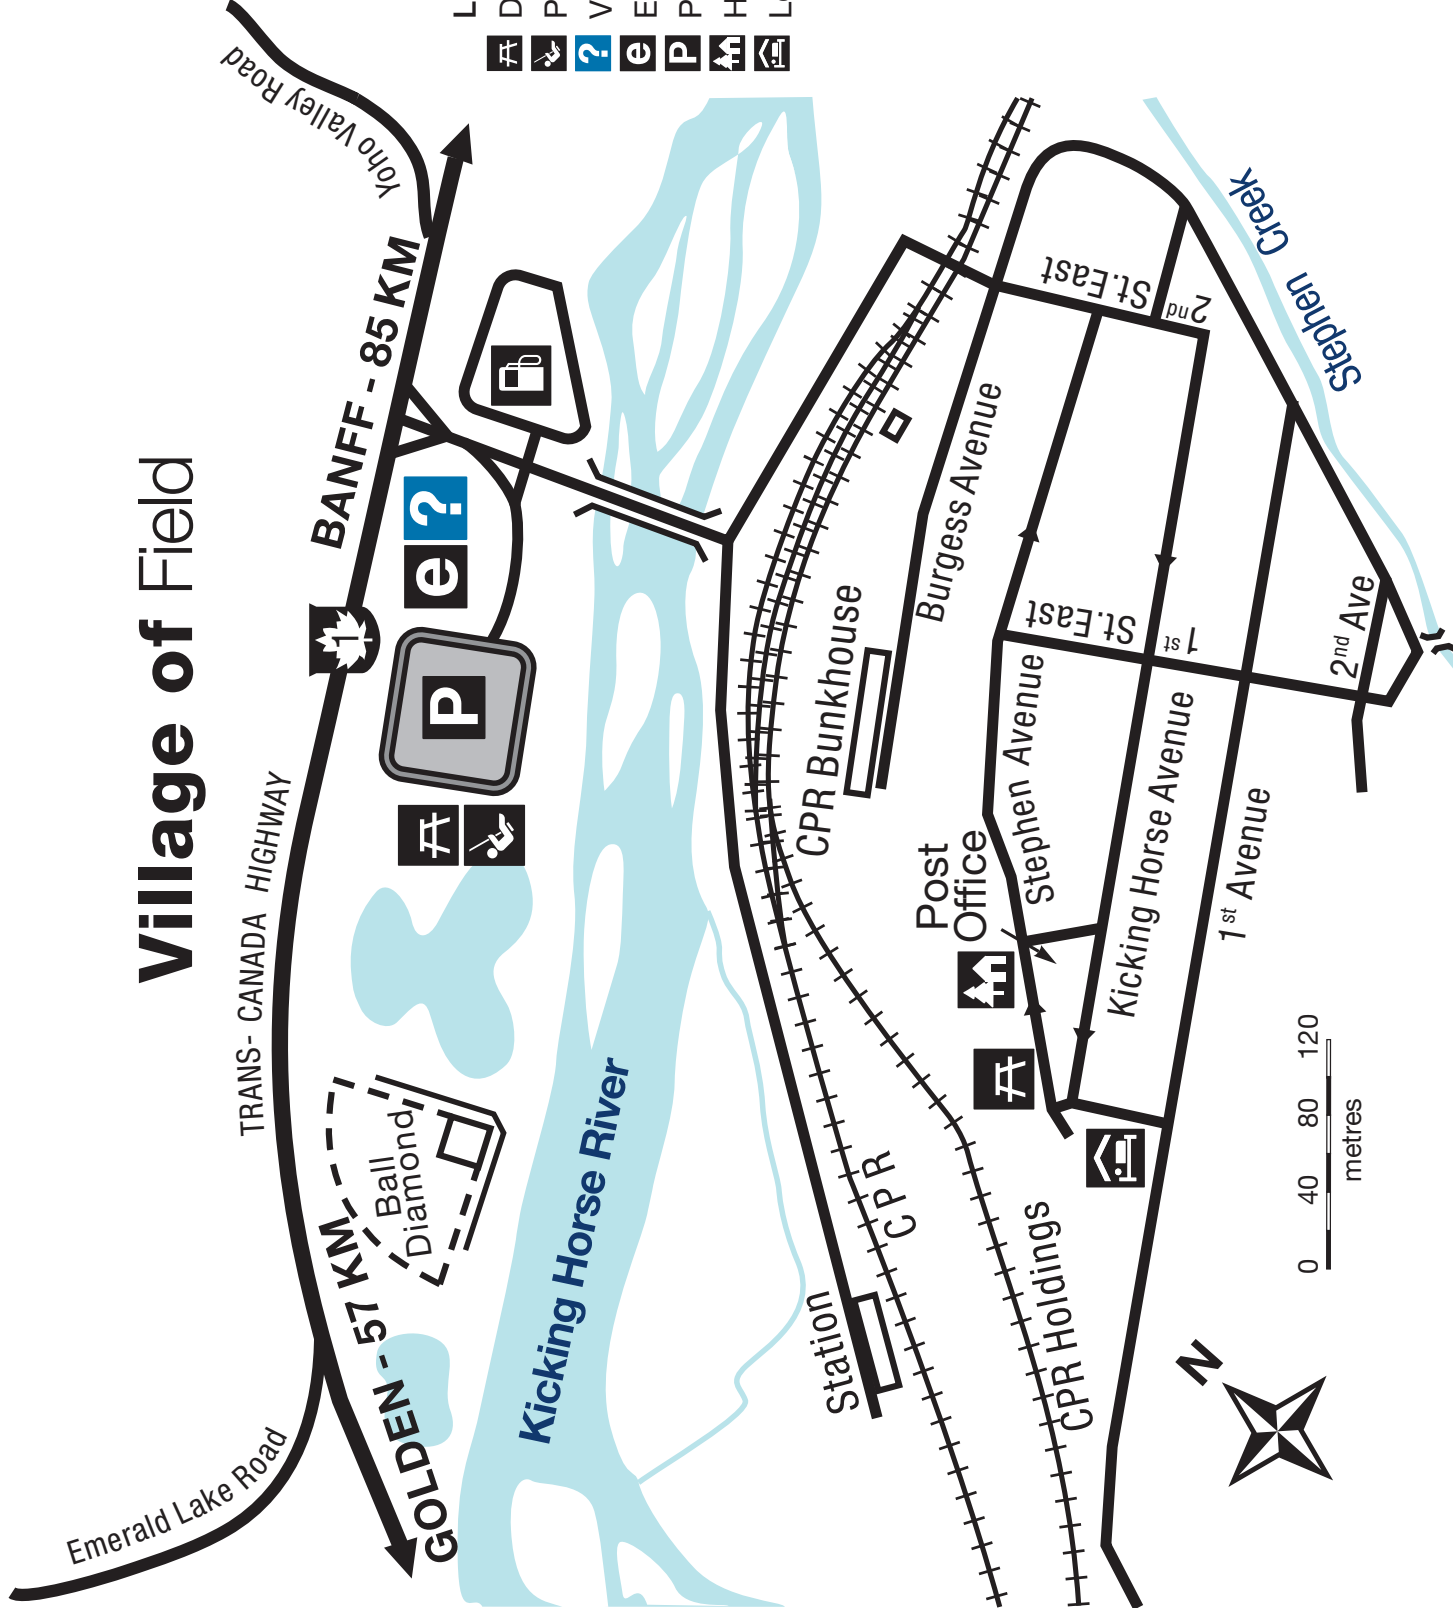 Village of Field
Yoho Valley Road
BANFF - 85 KM
TRANS- CANADA HIGHWAY
1
e
?
P
Ball
Diamond
GOLDEN - 57 KM
Emerald Lake Road
Kicking Horse River
Station
CPR
CPR Holdings
CPR Bunkhouse
Burgess Avenue
Post
Office
Stephen Avenue
Kicking Horse Avenue
1st Avenue
2nd Ave
1st St.East
2nd St.East
Stephen Creek
N
0 40 80 120
metres
L
D
P
? V
e E
P P
H
L